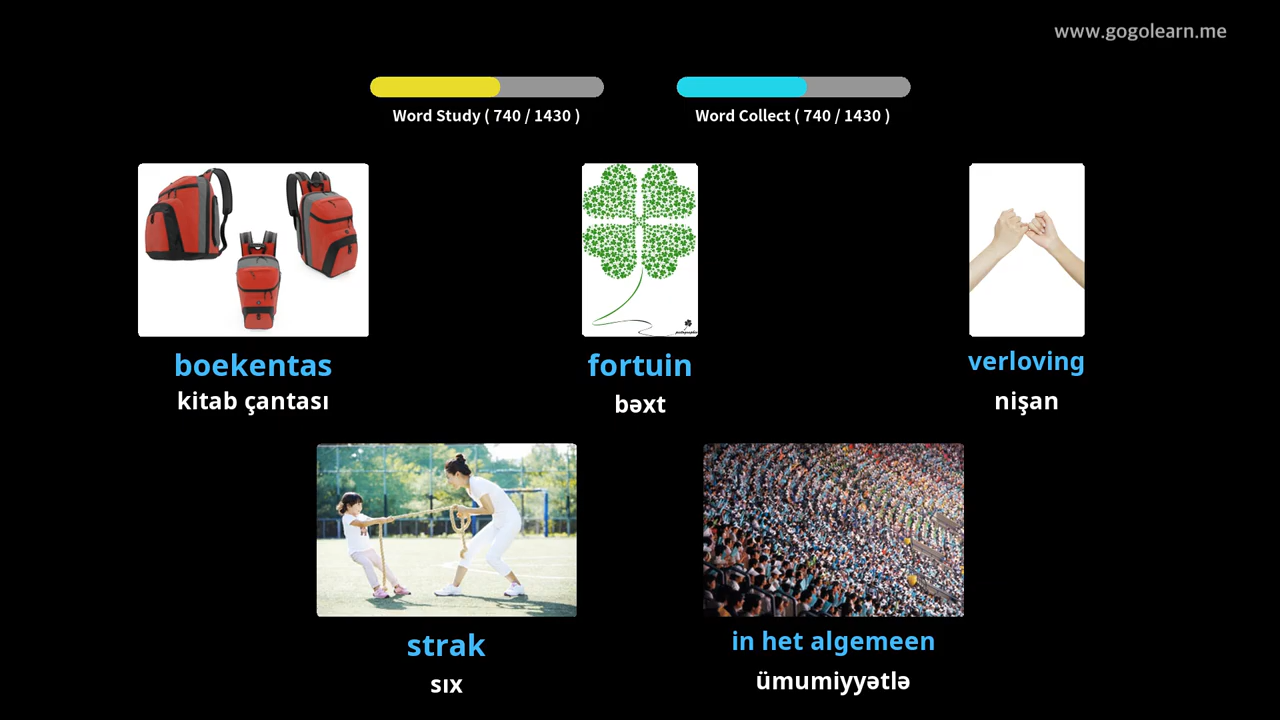 www.gogolearn.me
Word Study ( 740 / 1430 )
Word Collect ( 740 / 1430 )
boekentas
kitab çantası
fortuin
bəxt
verloving
nişan
strak
sıx
in het algemeen
ümumiyyətlə